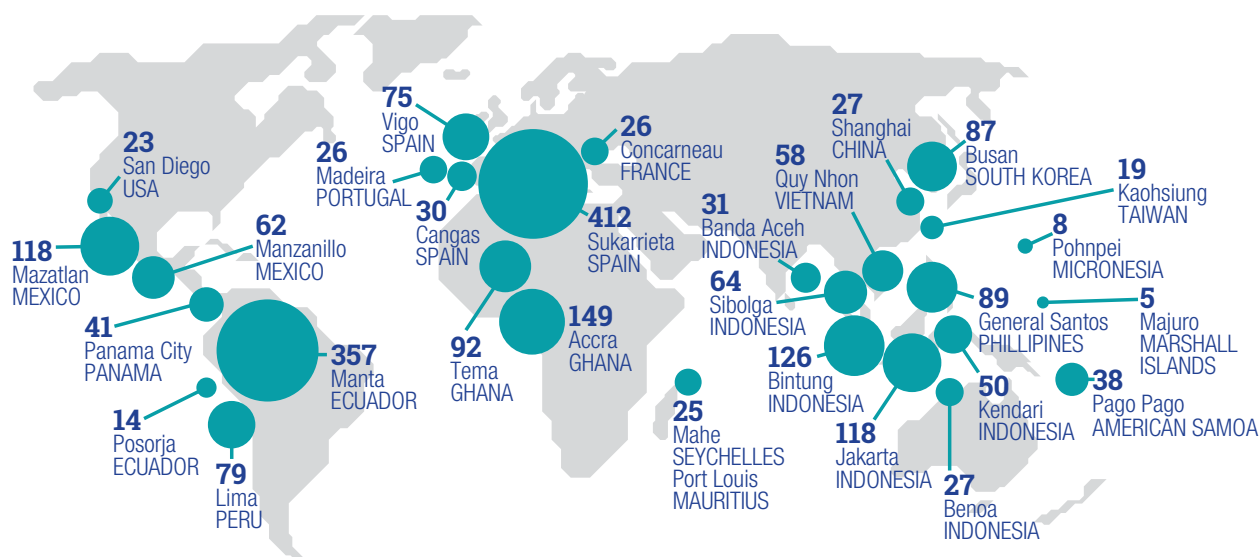 75
Vigo
SPAIN
26
Madeira
PORTUGAL
30
Cangas
SPAIN
26
Concarneau
FRANCE
412
Sukarrieta
SPAIN
23
San Diego
USA
118
Mazatlan
MEXICO
62
Manzanillo
MEXICO
41
Panama City
PANAMA
357
Manta
ECUADOR
14
Posorja
ECUADOR
79
Lima
PERU
92
Tema
GHANA
149
Accra
GHANA
25
Mahe
SEYCHELLES
Port Louis
MAURITIUS
27
Shanghai
CHINA
87
Busan
SOUTH KOREA
58
Quy Nhon
VIETNAM
19
Kaohsiung
TAIWAN
31
Banda Aceh
INDONESIA
8
Pohnpei
MICRONESIA
64
Sibolga
INDONESIA
89
General Santos
PHILLIPINES
5
Majuro
MARSHALL
ISLANDS
126
Bintung
INDONESIA
118
Jakarta
INDONESIA
50
Kendari
INDONESIA
38
Pago Pago
AMERICAN SAMOA
27
Benoa
INDONESIA